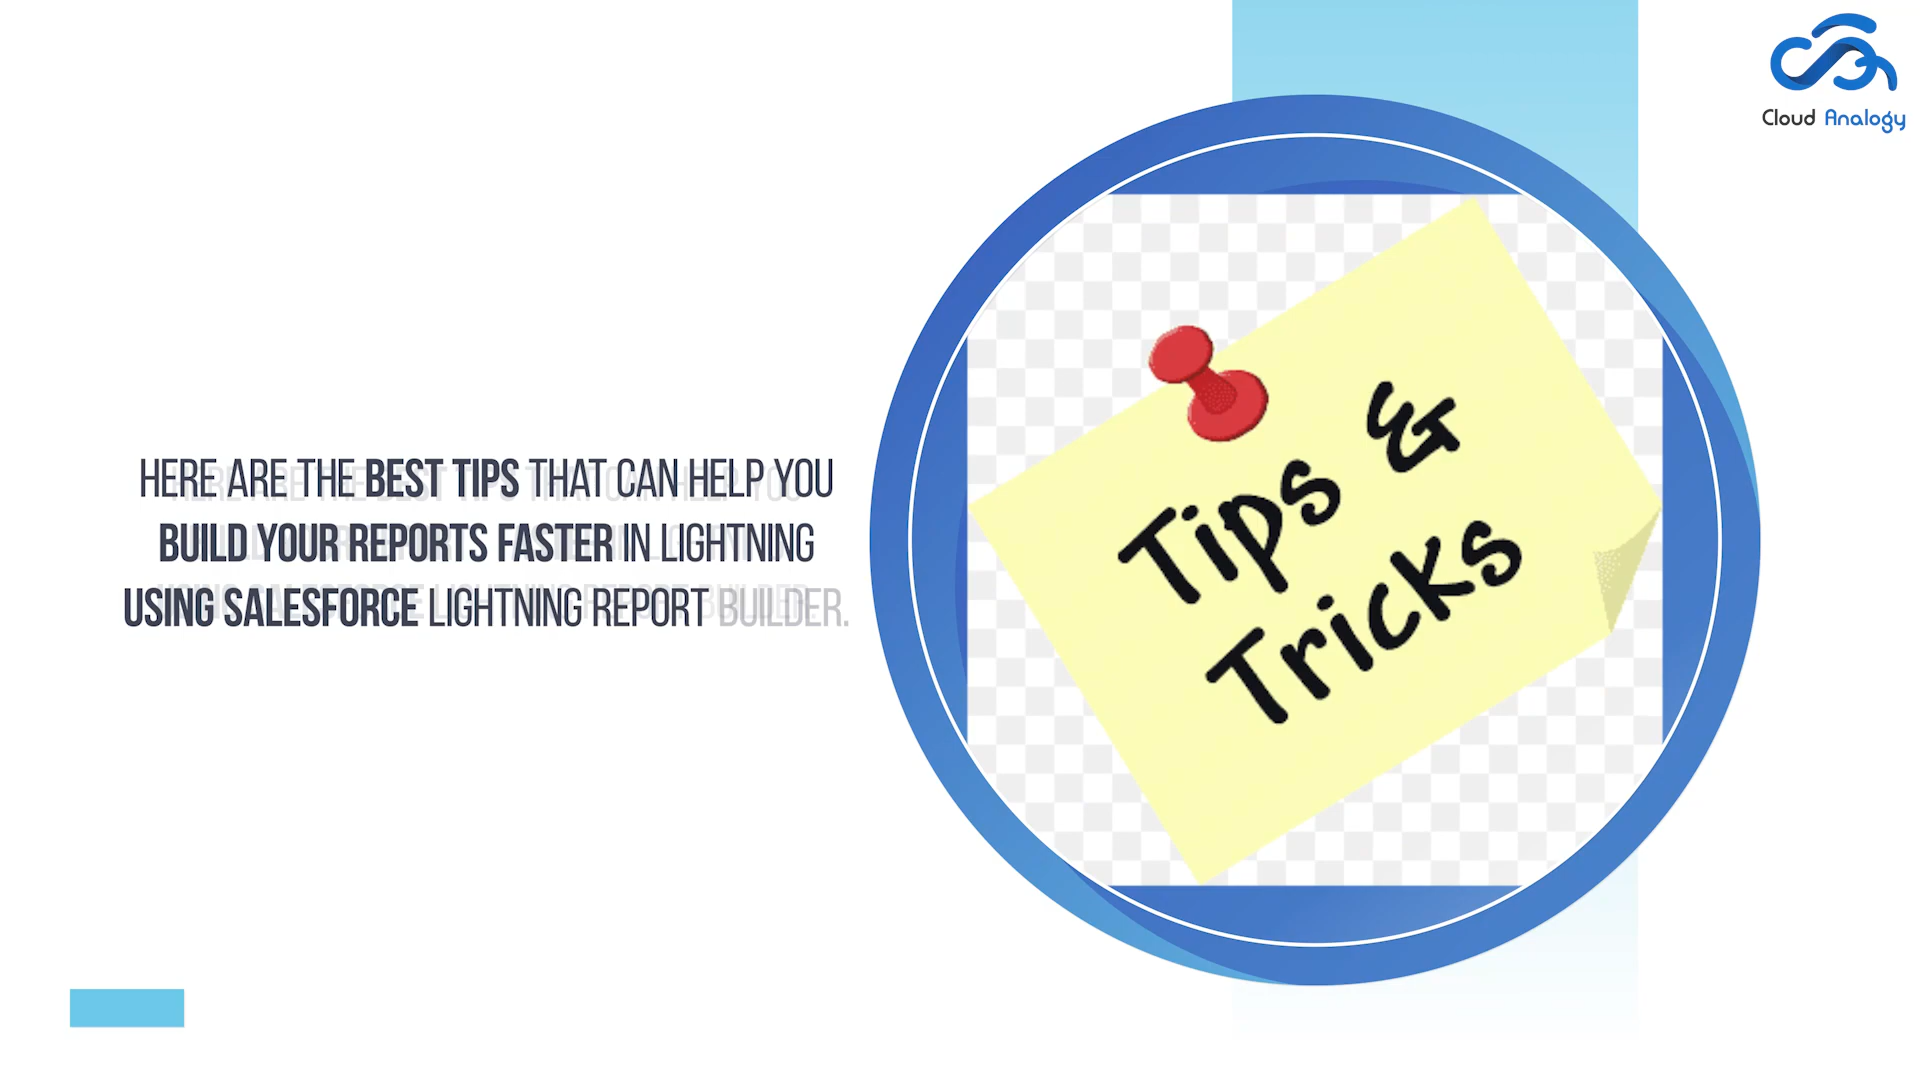 Cloud Analogy
HERE ARE THE BEST TIPS THAT CAN HELP YOU
BUILD YOUR REPORTS FASTER IN LIGHTNING
USING SALESFORCE LIGHTNING REPORT BUILDER.
Tips &
Tricks